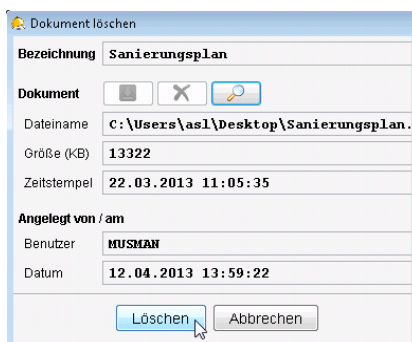 Dokument löschen
Bezeichnung Sanierungsplan
Dokument
Dateiname C:\Users\asl\Desktop\Sanierungsplan.
Größe (KB) 13322
Zeitstempel 22.03.2013 11:05:35
Angelegt von / am
Benutzer MUSMAN
Datum 12.04.2013 13:59:22
Löschen Abbrechen